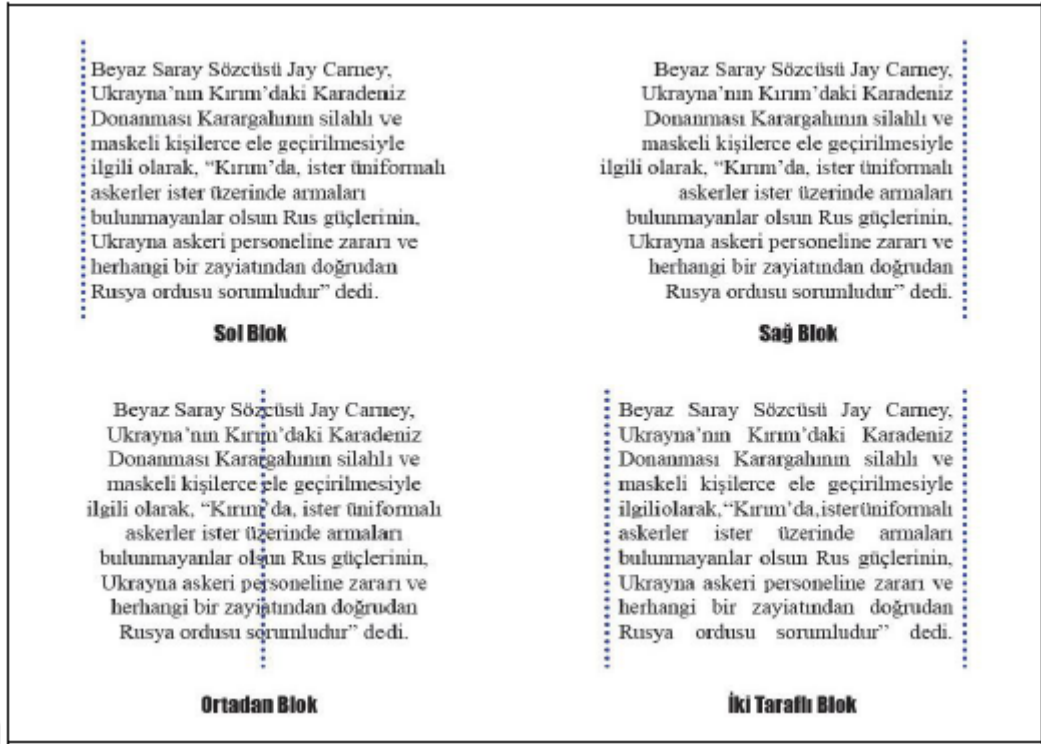 Beyaz Saray Sözcüsü Jay Carney,
Ukrayna’nın Kırım’daki Karadeniz
Donanması Karargahının silahlı ve
maskeli kişilerce ele geçirilmesiyle
ilgili olarak, “Kırım’da, ister üniformalı
askerler ister üzerinde armaları
bulunmayanlar olsun Rus güçlerinin,
Ukrayna askeri personeline zararı ve
herhangi bir zayiatından doğrudan
Rusya ordusu sorumludur” dedi.
Sol Blok
Beyaz Saray Sözcüsü Jay Carney,
Ukrayna’nın Kırım’daki Karadeniz
Donanması Karargahının silahlı ve
maskeli kişilerce ele geçirilmesiyle
ilgili olarak, “Kırım’da, ister üniformalı
askerler ister üzerinde armaları
bulunmayanlar olsun Rus güçlerinin,
Ukrayna askeri personeline zararı ve
herhangi bir zayiatından doğrudan
Rusya ordusu sorumludur” dedi.
Sağ Blok
Beyaz Saray Sözcüsü Jay Carney,
Ukrayna’nın Kırım’daki Karadeniz
Donanması Karargahının silahlı ve
maskeli kişilerce ele geçirilmesiyle
ilgili olarak, “Kırım’da, ister üniformalı
askerler ister üzerinde armaları
bulunmayanlar olsun Rus güçlerinin,
Ukrayna askeri personeline zararı ve
herhangi bir zayiatından doğrudan
Rusya ordusu sorumludur” dedi.
Ortadan Blok
Beyaz Saray Sözcüsü Jay Carney,
Ukrayna’nın Kırım’daki Karadeniz
Donanması Karargahının silahlı ve
maskeli kişilerce ele geçirilmesiyle
ilgiliolarak,“Kırım’da,isterüniformalı
askerler ister üzerinde armaları
bulunmayanlar olsun Rus güçlerinin,
Ukrayna askeri personeline zararı ve
herhangi bir zayiatından doğrudan
Rusya ordusu sorumludur” dedi.
İki Taraflı Blok